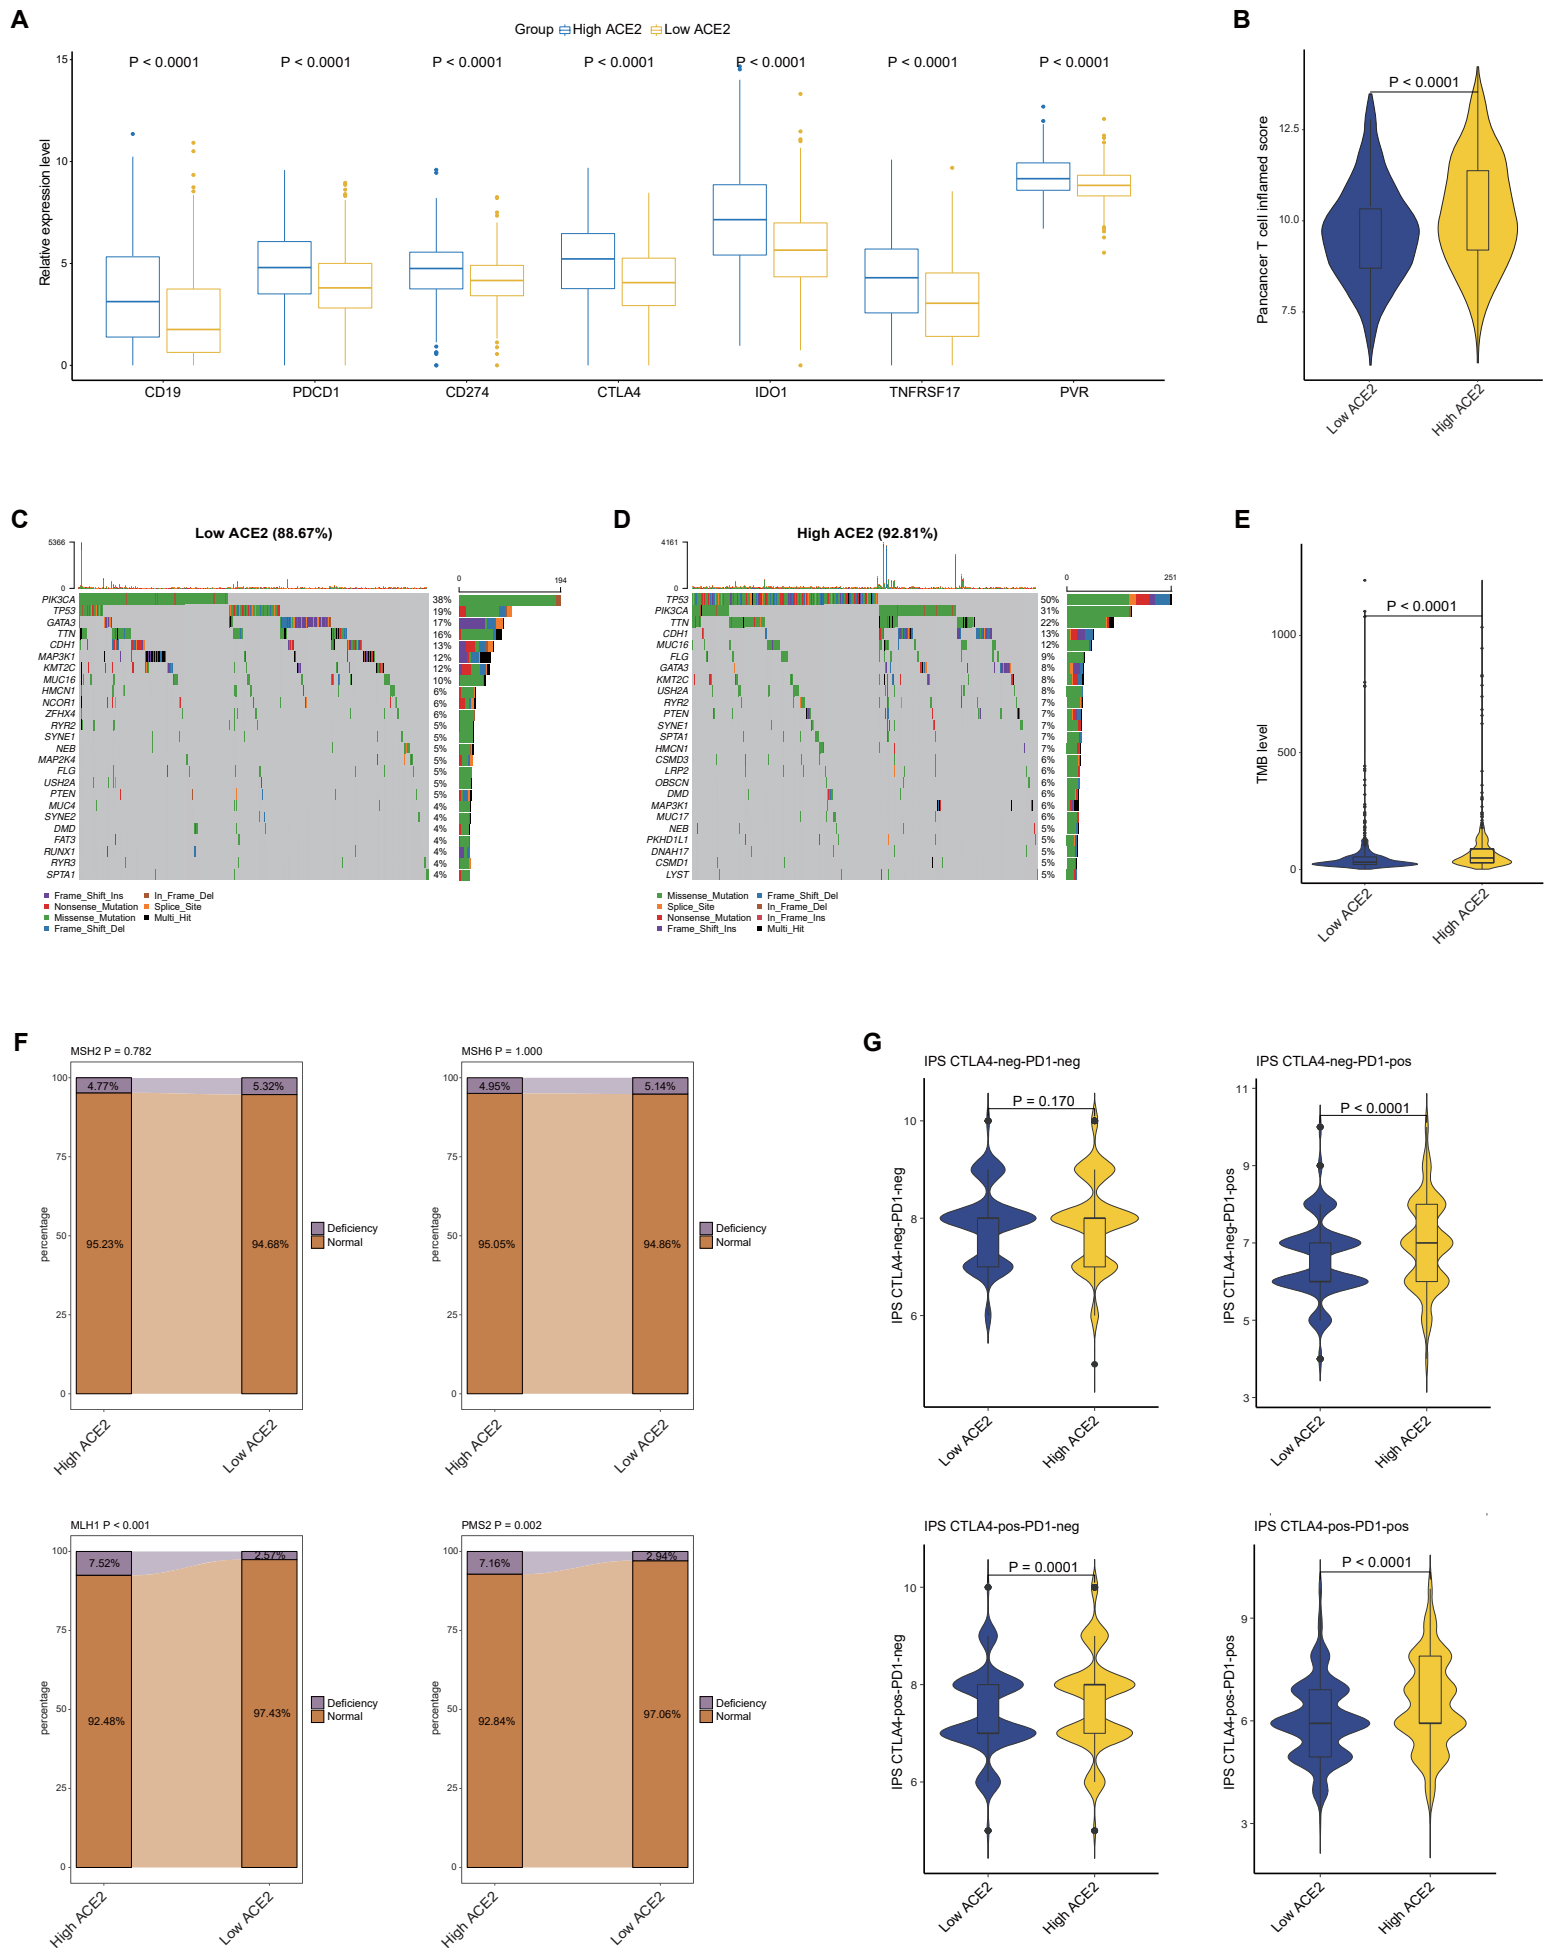 A
Group High ACE2 Low ACE2
P < 0.0001 P < 0.0001 P < 0.0001 P < 0.0001 P < 0.0001 P < 0.0001 P < 0.0001
Relative expression level
15
10
5
0
CD19 PDCD1 CD274 CTLA4 IDO1 TNFRSF17 PVR
B
P < 0.0001
Pancancer T cell inflamed score
12.5
10.0
7.5
Low ACE2 High ACE2
C
Low ACE2 (88.67%)
5366
0
0 194
PIK3CA 38%
TP53 19%
GATA3 17%
TTN 16%
CDH1 13%
MAP3K1 12%
KMT2C 12%
MUC16 10%
HMCN1 6%
NCOR1 6%
ZFHX4 6%
RYR2 5%
SYNE1 5%
NEB 5%
MAP2K4 5%
FLG 5%
USH2A 5%
PTEN 5%
MUC4 4%
SYNE2 4%
DMD 4%
FAT3 4%
RUNX1 4%
RYR3 4%
SPTA1 4%
Frame_Shift_Ins In_Frame_Del
Nonsense_Mutation Splice_Site
Missense_Mutation Multi_Hit
Frame_Shift_Del
D
High ACE2 (92.81%)
4161
0
0 251
TP53 50%
PIK3CA 31%
TTN 22%
CDH1 13%
MUC16 12%
FLG 9%
GATA3 8%
KMT2C 8%
USH2A 8%
RYR2 7%
PTEN 7%
SYNE1 7%
SPTA1 7%
HMCN1 7%
CSMD3 6%
LRP2 6%
OBSCN 6%
DMD 6%
MAP3K1 6%
MUC17 6%
NEB 5%
PKHD1L1 5%
DNAH17 5%
CSMD1 5%
LYST 5%
Missense_Mutation Frame_Shift_Del
Splice_Site In_Frame_Del
Nonsense_Mutation In_Frame_Ins
Frame_Shift_Ins Multi_Hit
E
P < 0.0001
TMB level
1000
500
0
Low ACE2 High ACE2
F
MSH2 P = 0.782
percentage
100
75
50
25
0
4.77% 5.32%
95.23% 94.68%
Deficiency
Normal
High ACE2 Low ACE2
MSH6 P = 1.000
percentage
100
75
50
25
0
4.95% 5.14%
95.05% 94.86%
Deficiency
Normal
High ACE2 Low ACE2
MLH1 P < 0.001
percentage
100
75
50
25
0
7.52% 2.57%
92.48% 97.43%
Deficiency
Normal
High ACE2 Low ACE2
PMS2 P = 0.002
percentage
100
75
50
25
0
7.16% 2.94%
92.84% 97.06%
Deficiency
Normal
High ACE2 Low ACE2
G
IPS CTLA4-neg-PD1-neg
P = 0.170
IPS CTLA4-neg-PD1-neg
10
8
6
Low ACE2 High ACE2
IPS CTLA4-neg-PD1-pos
P < 0.0001
IPS CTLA4-neg-PD1-pos
11
9
7
5
3
Low ACE2 High ACE2
IPS CTLA4-pos-PD1-neg
P = 0.0001
IPS CTLA4-pos-PD1-neg
10
8
6
Low ACE2 High ACE2
IPS CTLA4-pos-PD1-pos
P < 0.0001
IPS CTLA4-pos-PD1-pos
9
6
3
Low ACE2 High ACE2